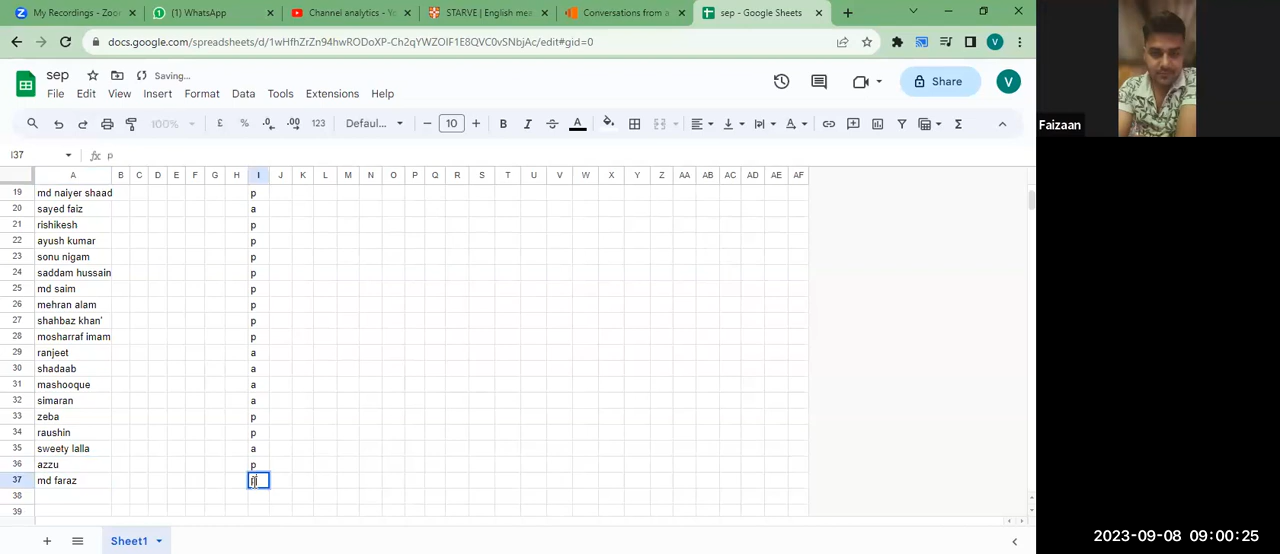 My Recordings - Zoom
(1) WhatsApp
Channel analytics - Yo
STARVE | English mea
Conversations from a
sep - Google Sheets
docs.google.com/spreadsheets/d/1wHfhZrZn94hwRODoXP-Ch2qYWZOIF1E8QVC0vSNbjAc/edit#gid=0
V
sep
Saving...
File Edit View Insert Format Data Tools Extensions Help
Share
V
100% £ % .0 .00 123 Defaul... 10 B I A Σ
I37 fx p
A B C D E F G H I J K L M N O P Q R S T U V W X Y Z AA AB AC AD AE AF
19 md naiyer shaad p
20 sayed faiz a
21 rishikesh p
22 ayush kumar p
23 sonu nigam p
24 saddam hussain p
25 md saim p
26 mehran alam p
27 shahbaz khan' p
28 mosharraf imam p
29 ranjeet a
30 shadaab a
31 mashooque a
32 simaran a
33 zeba p
34 raushin p
35 sweety lalla a
36 azzu p
37 md faraz p
38
39
Sheet1
Faizaan
2023-09-08 09:00:25